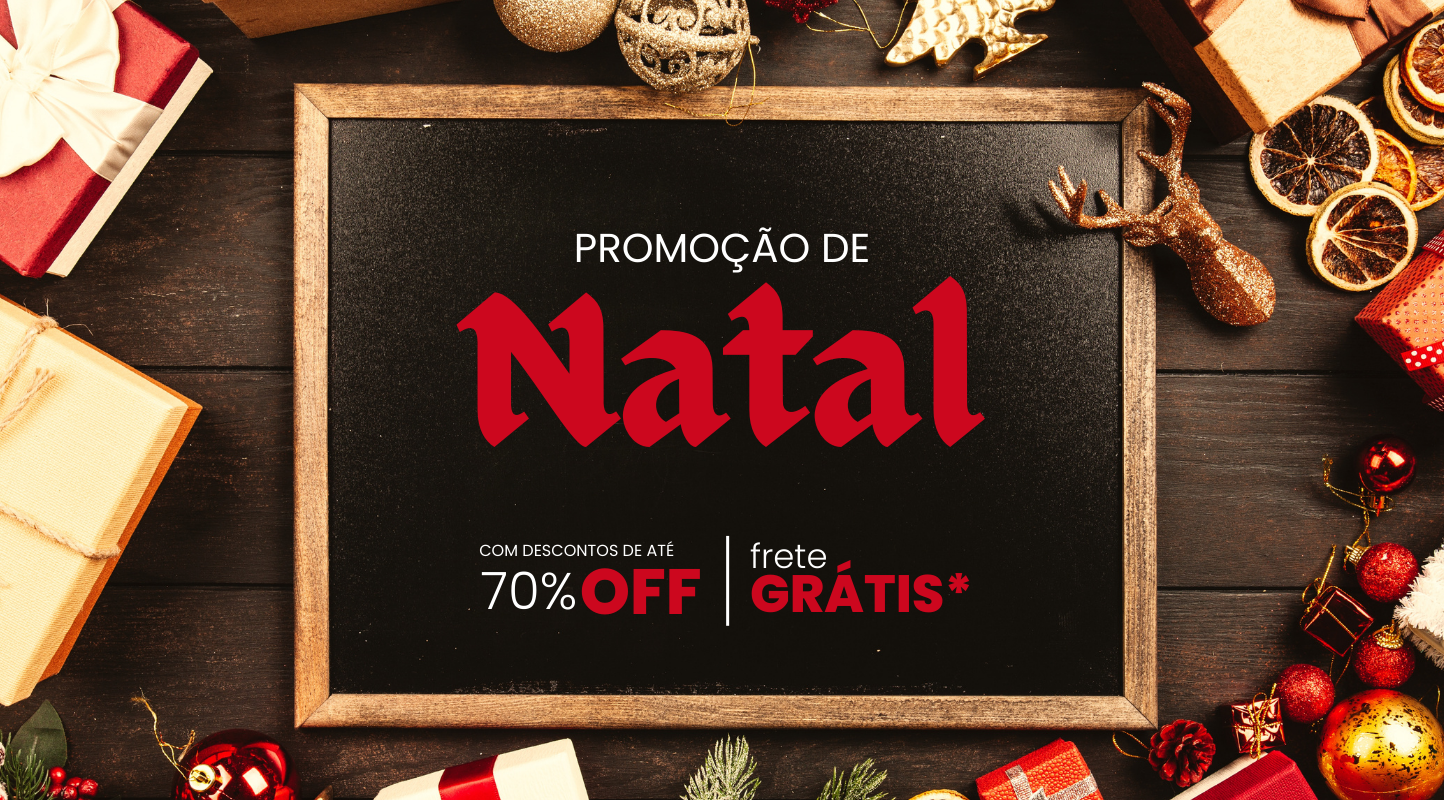 PROMOÇÃO DE
Natal
COM DESCONTOS DE ATÉ
70% OFF
frete
GRÁTIS*